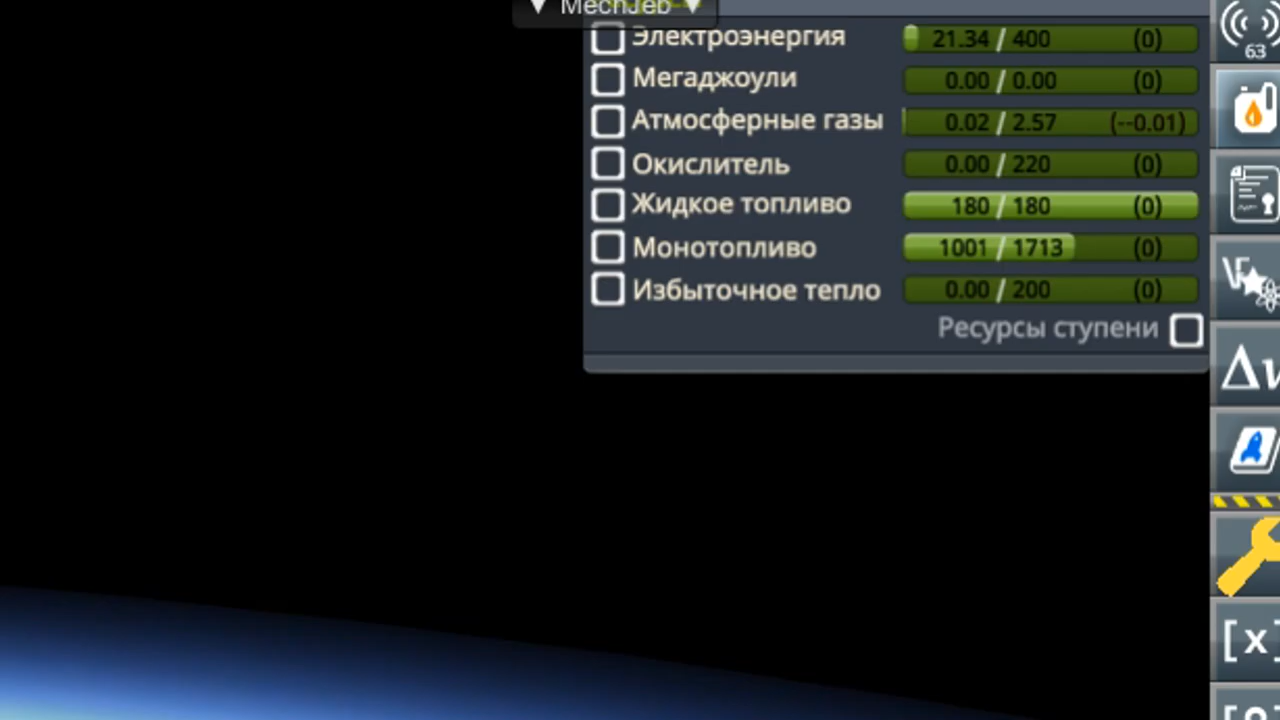 ▼ MechJeb ▼
Электроэнергия 21.34 / 400 (0)
Мегаджоули 0.00 / 0.00 (0)
Атмосферные газы 0.02 / 2.57 (--0.01)
Окислитель 0.00 / 220 (0)
Жидкое топливо 180 / 180 (0)
Монотопливо 1001 / 1713 (0)
Избыточное тепло 0.00 / 200 (0)
Ресурсы ступени
63
Δv
[x]